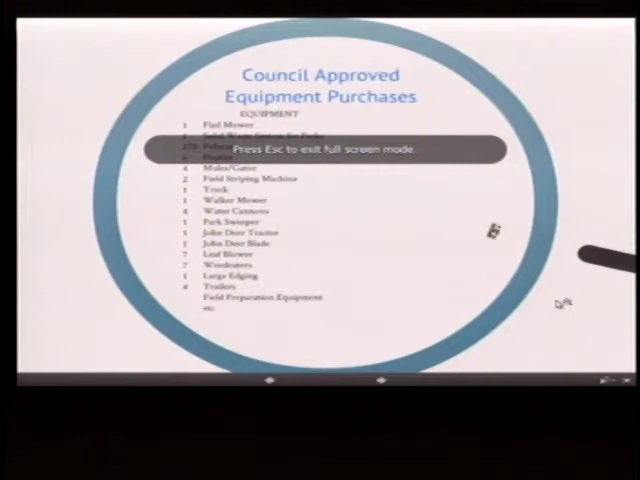 Council Approved
Equipment Purchases
EQUIPMENT
1 Flail Mower
Press Esc to exit full screen mode.
4 Mules/Gator
2 Field Striping Machine
1 Truck
1 Walker Mower
4 Water Cannons
1 Park Sweeper
1 John Deer Tractor
1 John Deer Blade
7 Leaf Blower
7 Weedeaters
1 Large Edging
4 Trailers
Field Preparation Equipment
etc